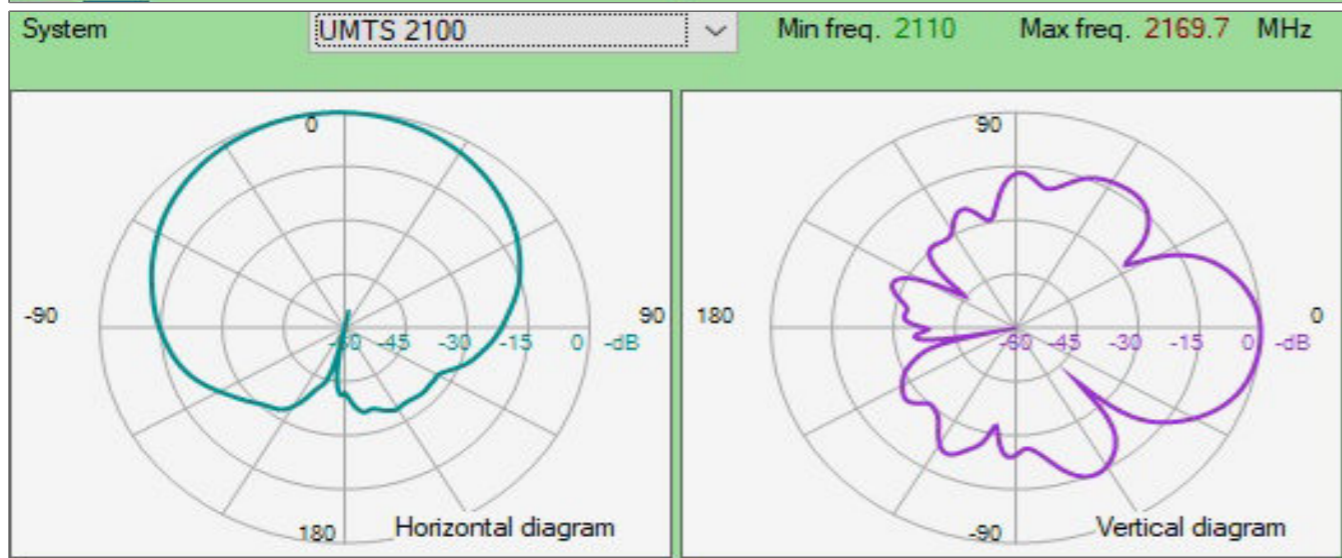 System UMTS 2100 Min freq. 2110 Max freq. 2169.7 MHz
0
-90 90
-60 -45 -30 -15 0 -dB
180
Horizontal diagram
90
180 0
-60 -45 -30 -15 0 -dB
-90
Vertical diagram